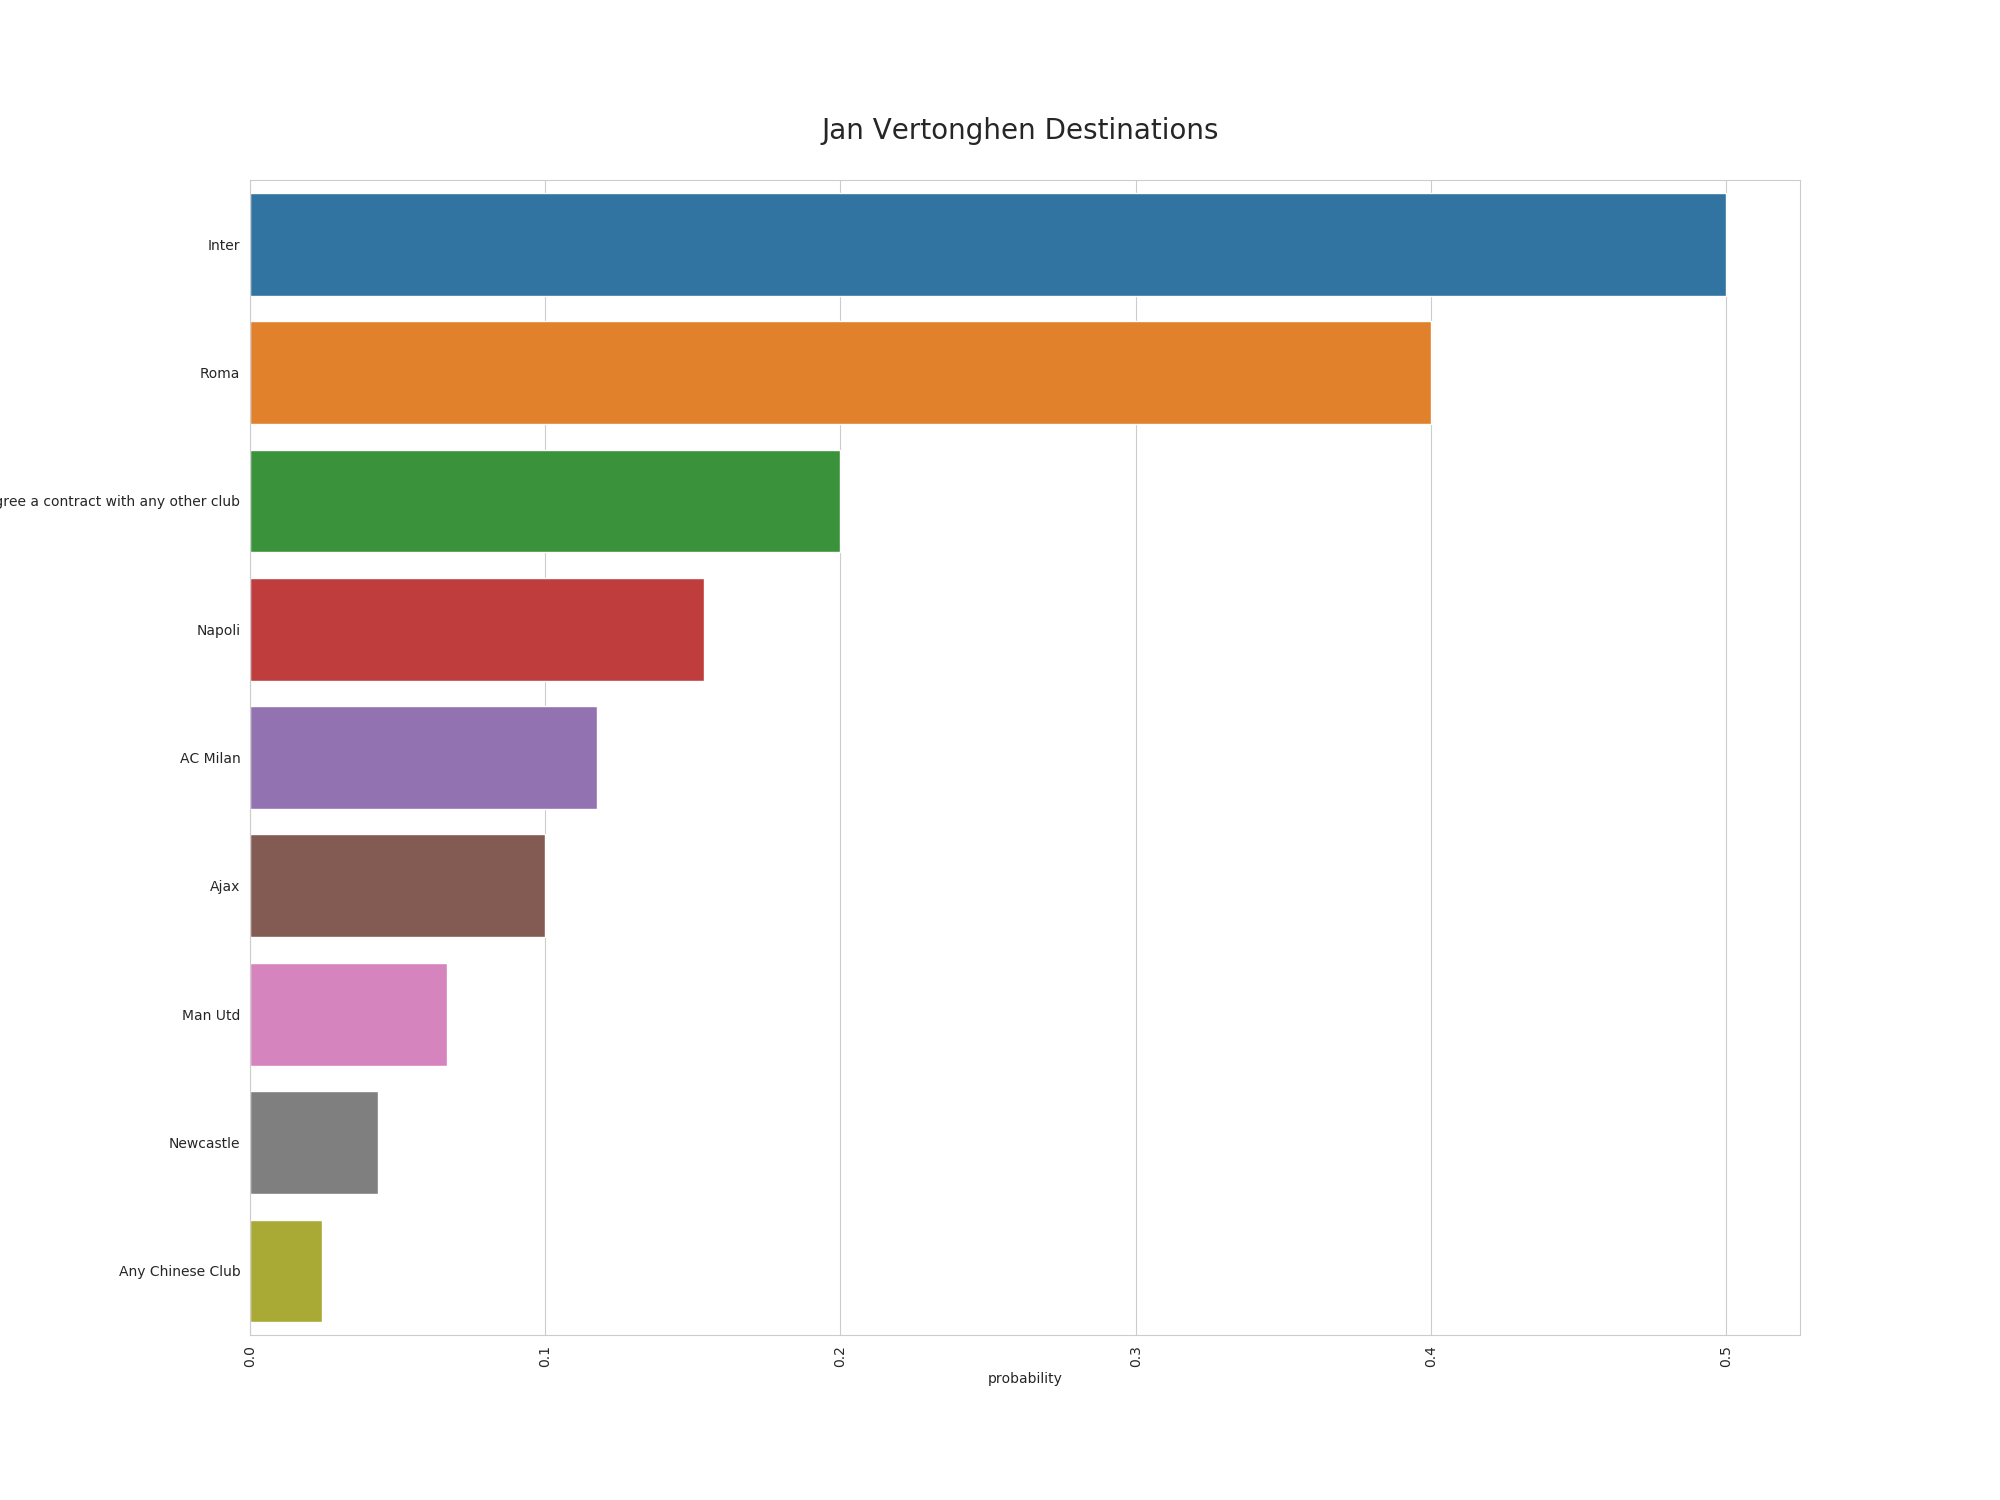 Jan Vertonghen Destinations
Inter
Roma
a contract with any other club
Napoli
AC Milan
Ajax
Man Utd
Newcastle
Any Chinese Club
0.0 0.1 0.2 0.3 0.4 0.5
probability